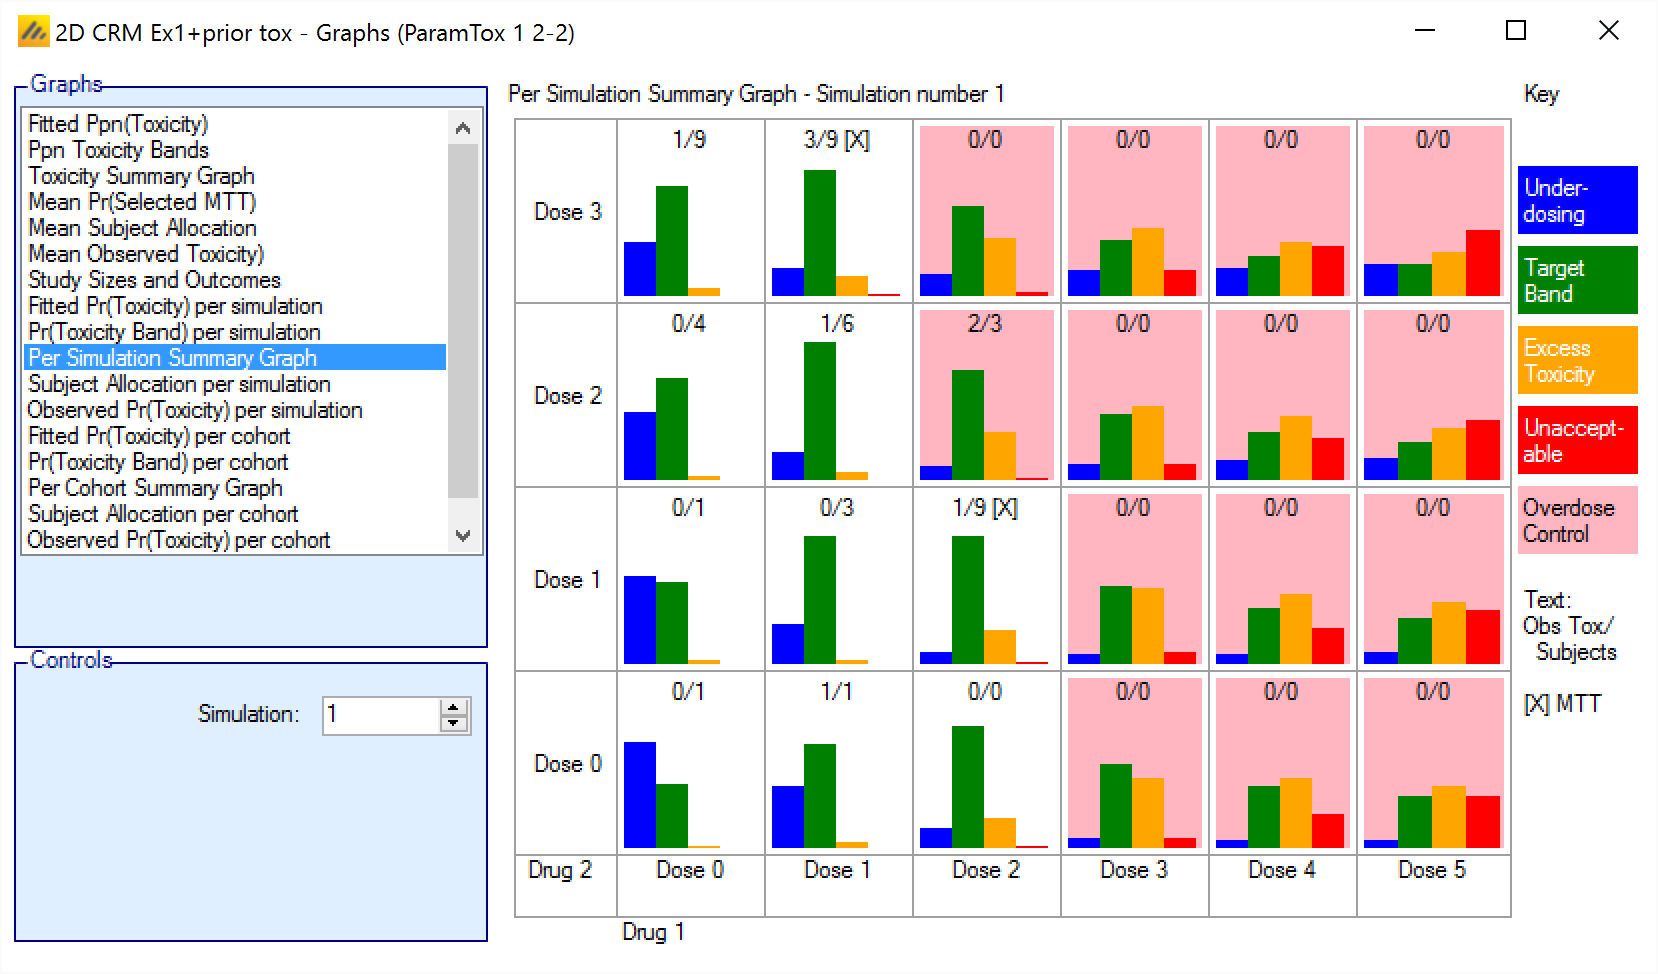 2D CRM Ex1+prior tox - Graphs (ParamTox 1 2-2)
Graphs
Fitted Ppn(Toxicity)
Ppn Toxicity Bands
Toxicity Summary Graph
Mean Pr(Selected MTT)
Mean Subject Allocation
Mean Observed Toxicity)
Study Sizes and Outcomes
Fitted Pr(Toxicity) per simulation
Pr(Toxicity Band) per simulation
Per Simulation Summary Graph
Subject Allocation per simulation
Observed Pr(Toxicity) per simulation
Fitted Pr(Toxicity) per cohort
Pr(Toxicity Band) per cohort
Per Cohort Summary Graph
Subject Allocation per cohort
Observed Pr(Toxicity) per cohort
Controls
Simulation: 1
Per Simulation Summary Graph - Simulation number 1
1/9 3/9 [X] 0/0 0/0 0/0 0/0
Dose 3
0/4 1/6 2/3 0/0 0/0 0/0
Dose 2
0/1 0/3 1/9 [X] 0/0 0/0 0/0
Dose 1
0/1 1/1 0/0 0/0 0/0 0/0
Dose 0
Drug 2 Dose 0 Dose 1 Dose 2 Dose 3 Dose 4 Dose 5
Drug 1
Key
Under-
dosing
Target
Band
Excess
Toxicity
Unaccept-
able
Overdose
Control
Text:
Obs Tox/
Subjects
[X] MTT